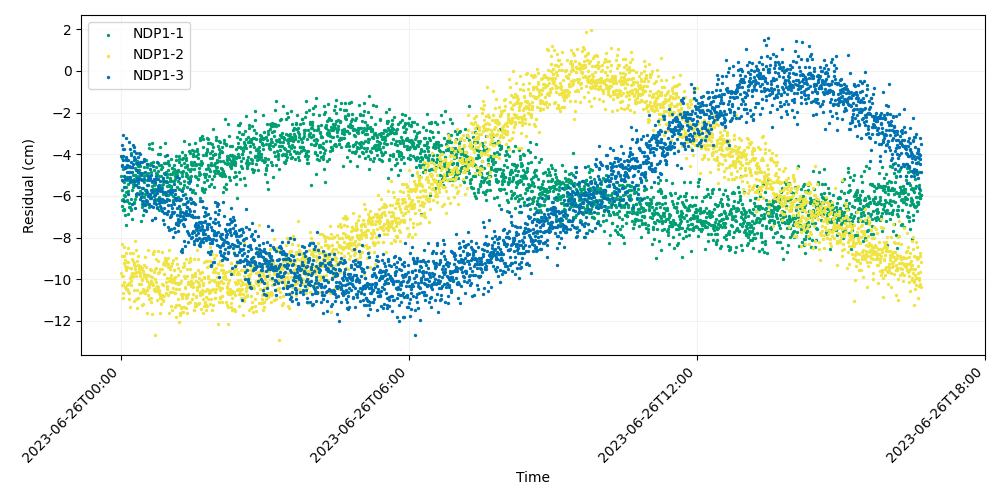 NDP1-1
NDP1-2
NDP1-3
Residual (cm)
2
0
−2
−4
−6
−8
−10
−12
2023-06-26T00:00
2023-06-26T06:00
2023-06-26T12:00
2023-06-26T18:00
Time